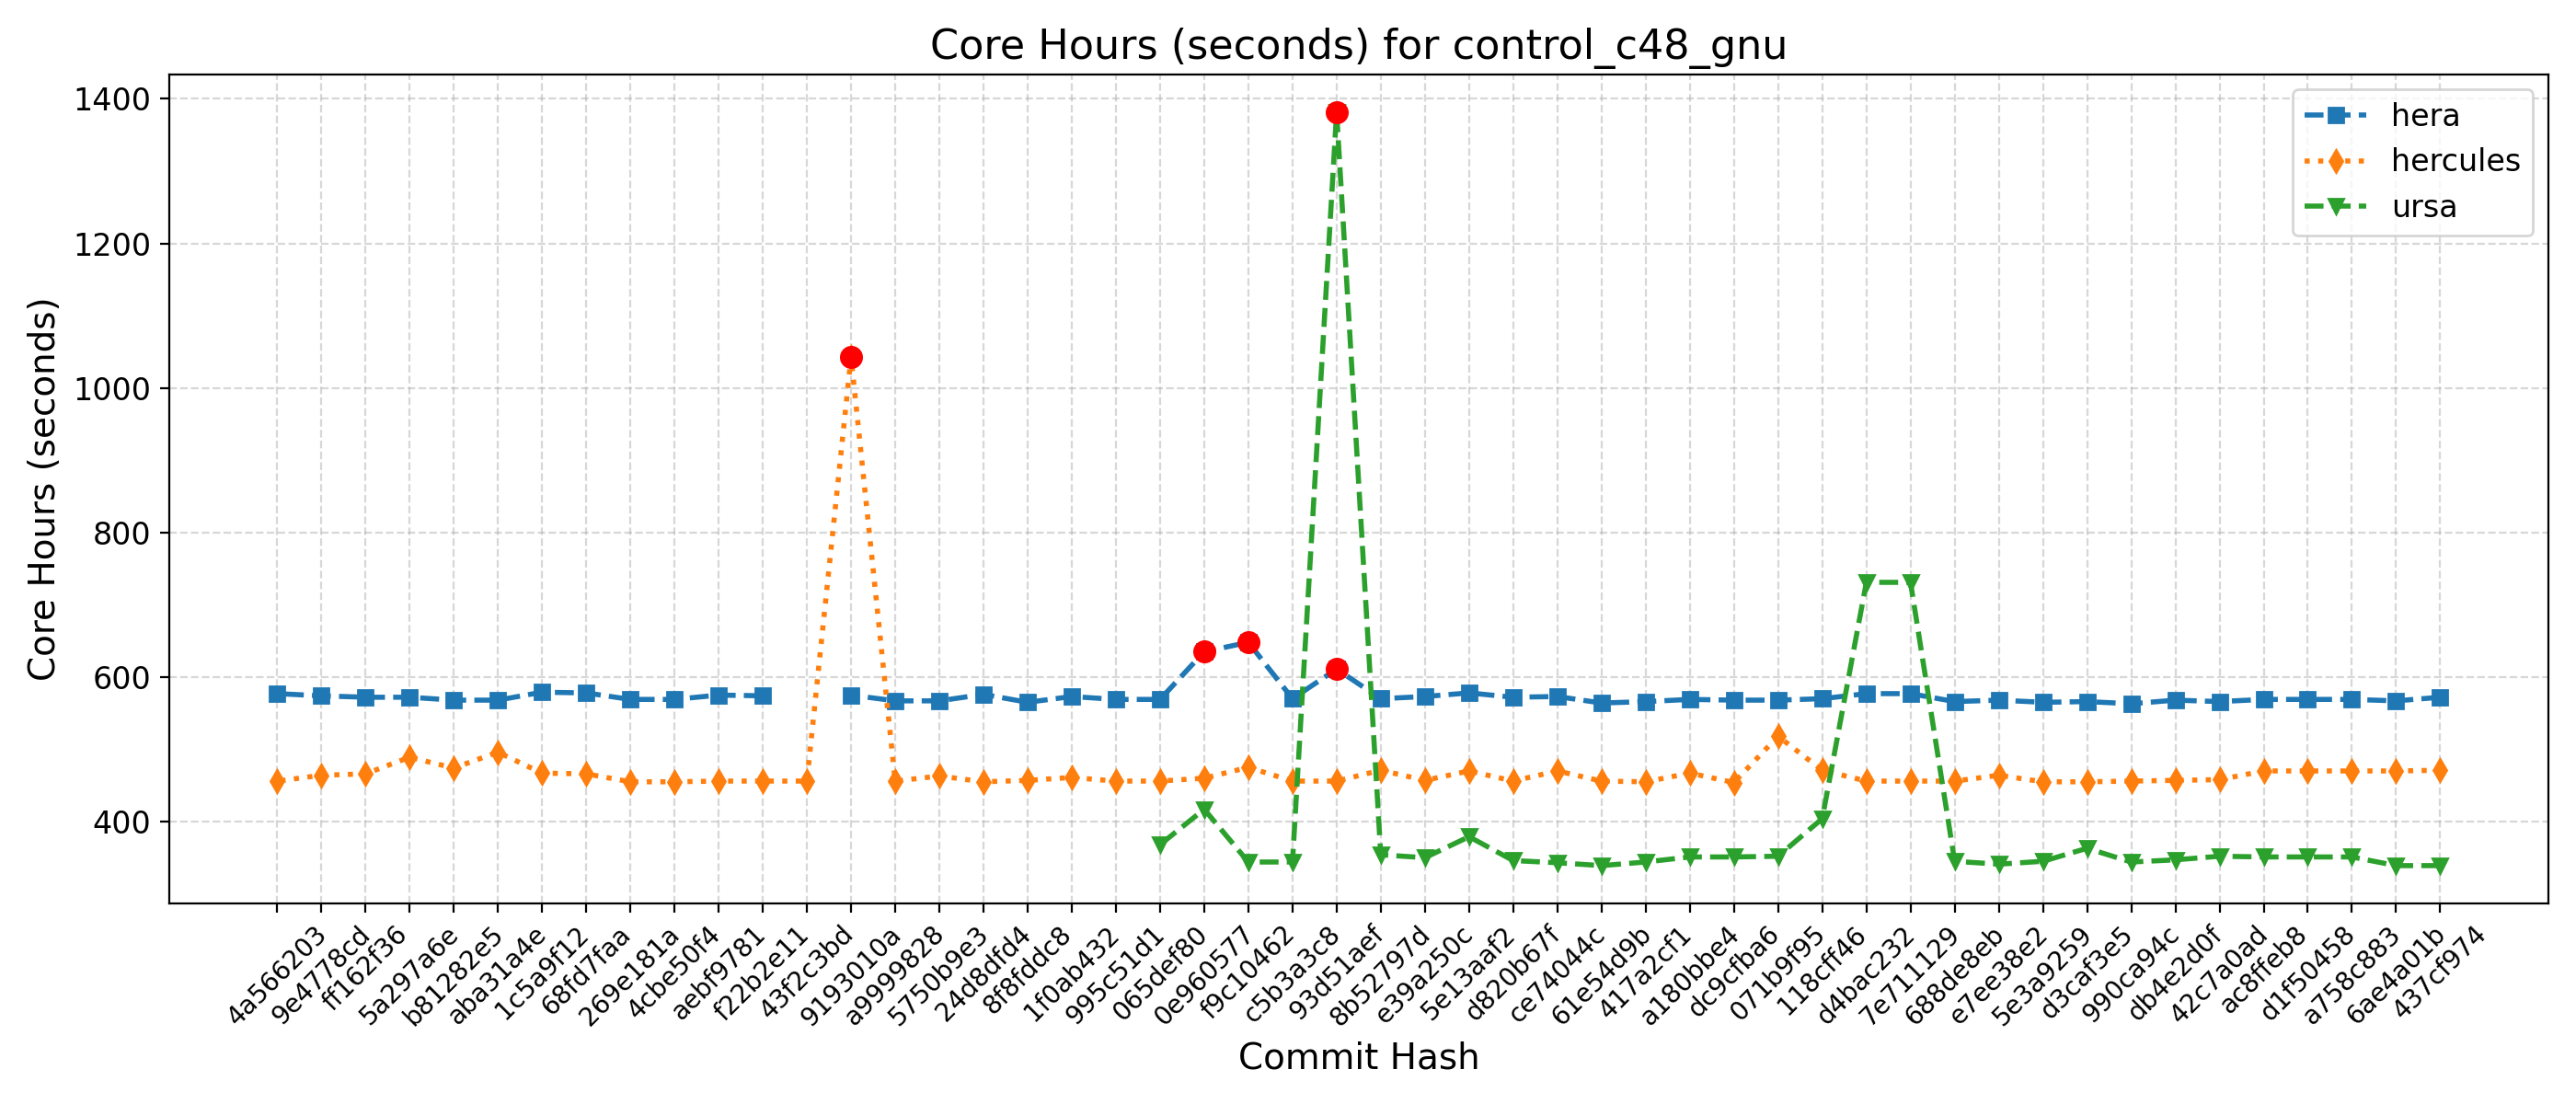 Core Hours (seconds) for control_c48_gnu
Core Hours (seconds)
1400
1200
1000
800
600
400
hera
hercules
ursa
4a566203
9e4778cd
ff162f36
5a297a6e
b81282e5
aba31a4e
1c5a9f12
68fd7faa
269e181a
4cbe50f4
aebf9781
f22b2e11
43f2c3bd
9193010a
a9999828
5750b9e3
24d8dfd4
8f8fddc8
1f0ab432
995c51d1
065def80
0e960577
f9c10462
c5b3a3c8
93d51aef
8b52797d
e39a250c
5e13aaf2
d820b67f
ce74044c
61e54d9b
417a2cf1
a180bbe4
dc9cfba6
071b9f95
118cff46
d4bac232
7e711129
688de8eb
e7ee38e2
5e3a9259
d3caf3e5
990ca94c
db4e2d0f
42c7a0ad
ac8ffeb8
d1f50458
a758c883
6ae4a01b
437cf974
Commit Hash